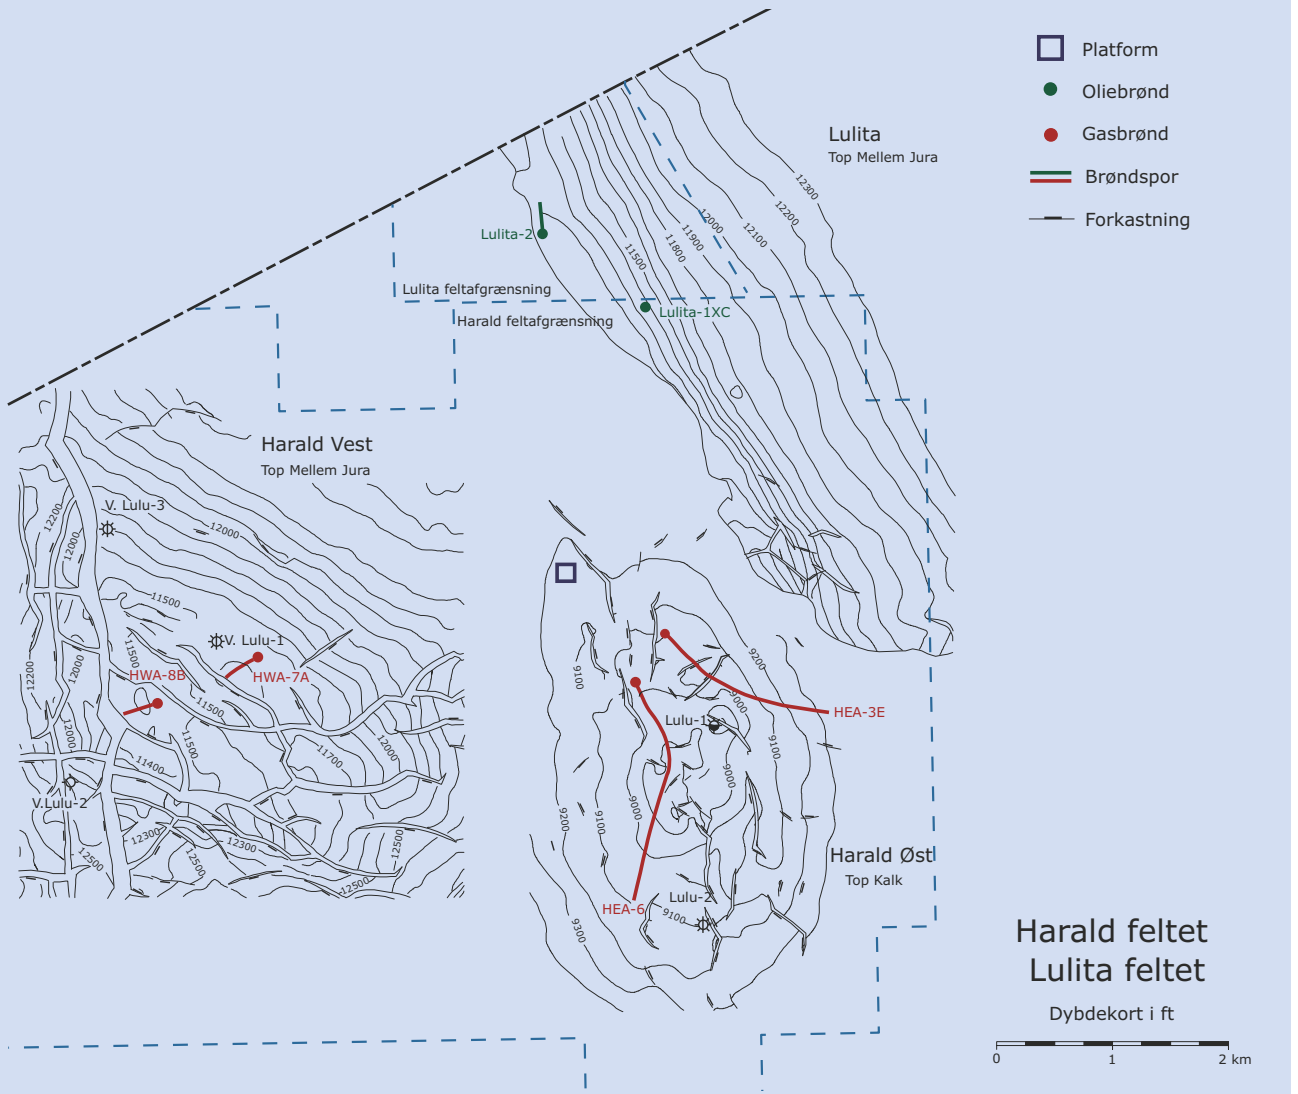 Platform
Oliebrønd
Gasbrønd
Brøndspor
Forkastning
Lulita
Top Mellem Jura
12300
12200
12100
12000
11900
11800
11500
Lulita-2
Lulita feltafgrænsning
Harald feltafgrænsning
Lulita-1XC
Harald Vest
Top Mellem Jura
V. Lulu-3
12200
12000
12000
11500
V. Lulu-1
11500
HWA-8B
HWA-7A
12200
12000
11500
12000
11500
11700
12000
11400
V.Lulu-2
12300
12300
12500
12500
12500
12500
9100
9200
9000
HEA-3E
Lulu-1
9100
9000
9000
9100
9200
Harald Øst
Top Kalk
Lulu-2
HEA-6
9100
9300
Harald feltet
Lulita feltet
Dybdekort i ft
0
1
2 km